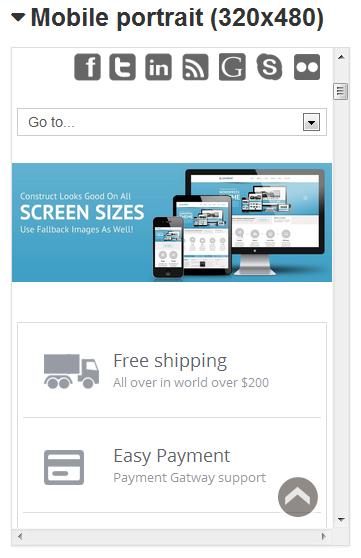 Mobile portrait (320x480)
Go to...
Construct Looks Good On All
SCREEN SIZES
Use Fallback Images As Well!
Free shipping
All over in world over $200
Easy Payment
Payment Gatway support